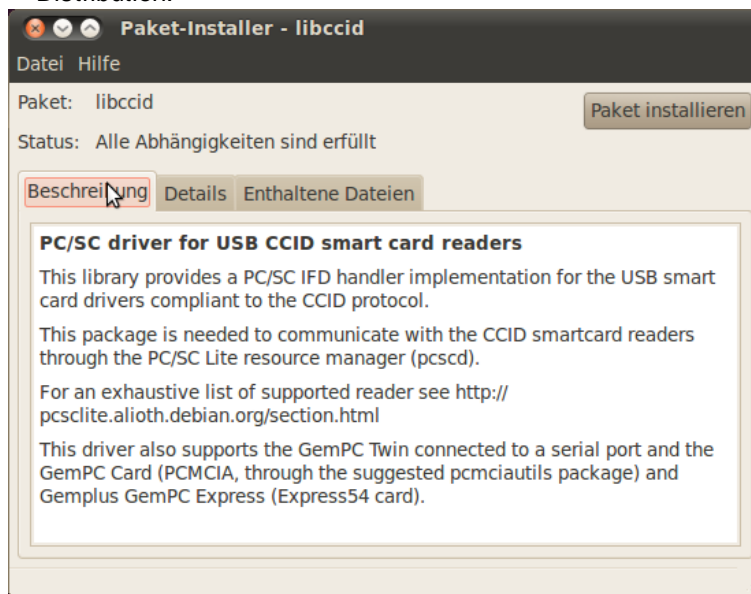 Distribution.
Paket-Installer - libccid
Datei Hilfe
Paket: libccid
Paket installieren
Status: Alle Abhängigkeiten sind erfüllt
Beschreibung Details Enthaltene Dateien
PC/SC driver for USB CCID smart card readers
This library provides a PC/SC IFD handler implementation for the USB smart
card drivers compliant to the CCID protocol.
This package is needed to communicate with the CCID smartcard readers
through the PC/SC Lite resource manager (pcscd).
For an exhaustive list of supported reader see http://
pcsclite.alioth.debian.org/section.html
This driver also supports the GemPC Twin connected to a serial port and the
GemPC Card (PCMCIA, through the suggested pcmciautils package) and
Gemplus GemPC Express (Express54 card).